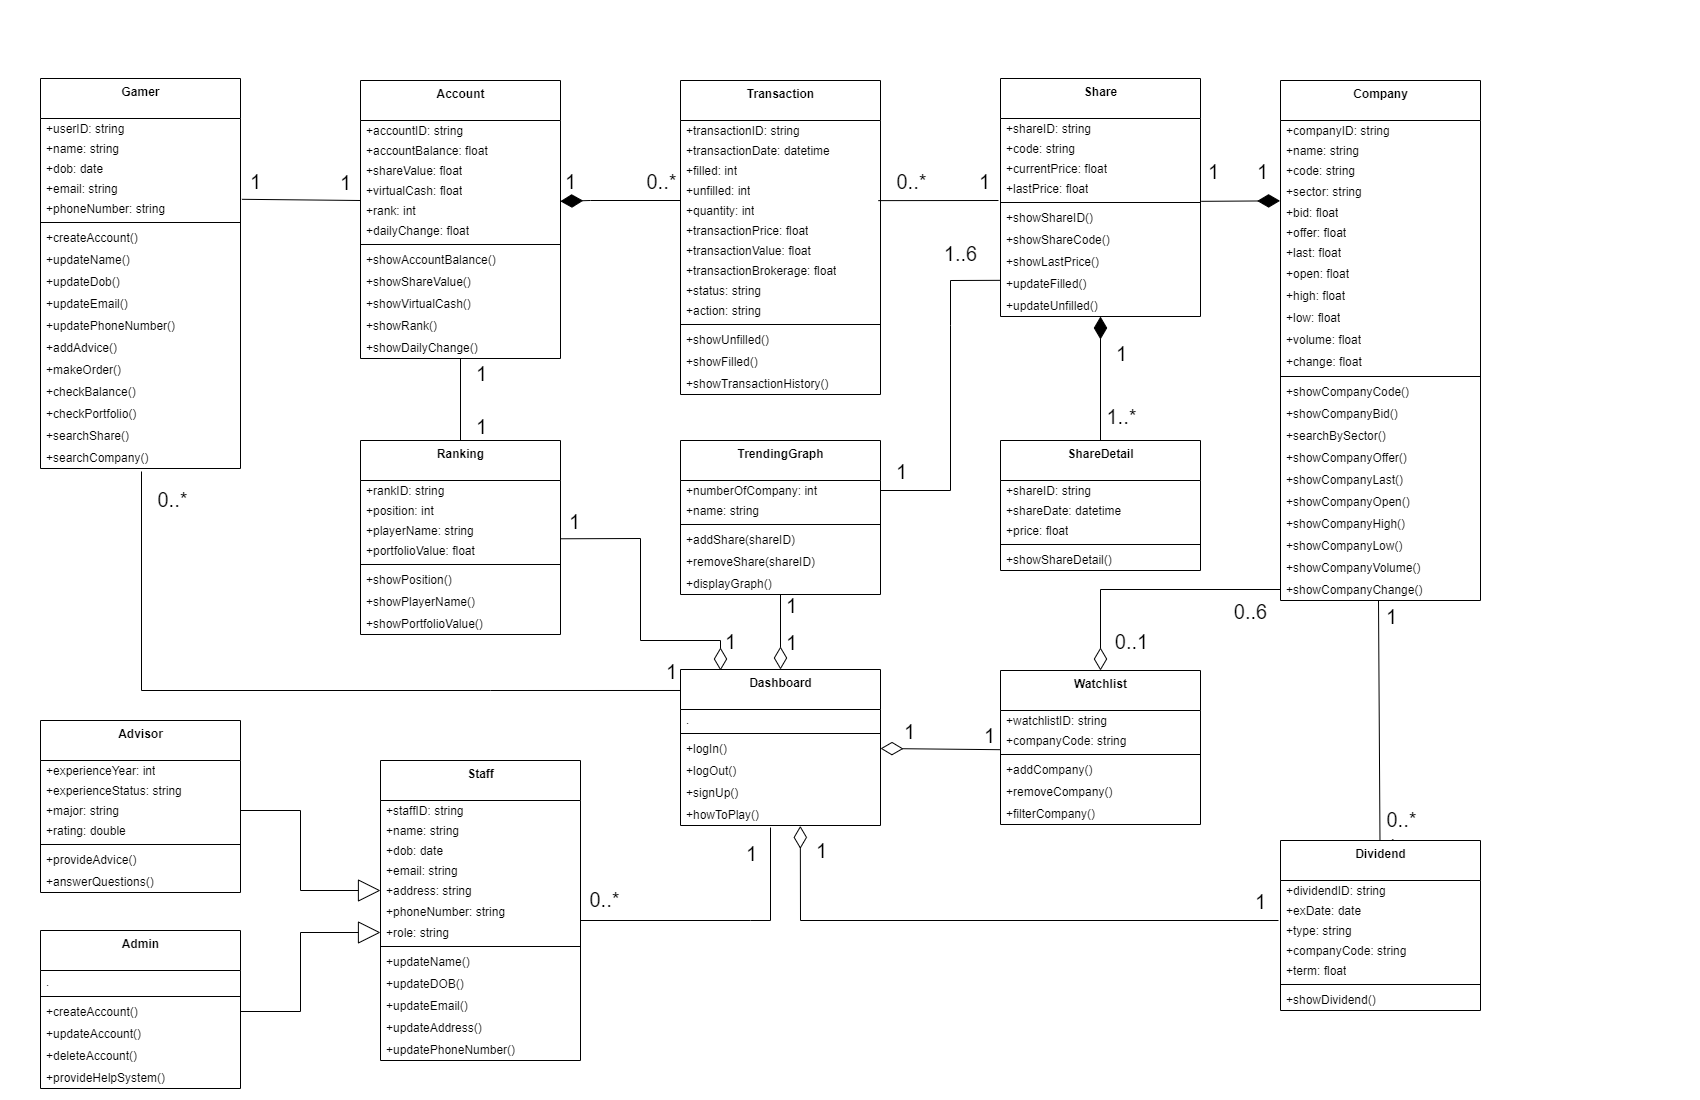 Gamer
+userID: string
+name: string
+dob: date
+email: string
+phoneNumber: string
+createAccount()
+updateName()
+updateDob()
+updateEmail()
+updatePhoneNumber()
+addAdvice()
+makeOrder()
+checkBalance()
+checkPortfolio()
+searchShare()
+searchCompany()
1
1
0..*
Account
+accountID: string
+accountBalance: float
+shareValue: float
+virtualCash: float
+rank: int
+dailyChange: float
+showAccountBalance()
+showShareValue()
+showVirtualCash()
+showRank()
+showDailyChange()
1
0..*
1
1
Transaction
+transactionID: string
+transactionDate: datetime
+filled: int
+unfilled: int
+quantity: int
+transactionPrice: float
+transactionValue: float
+transactionBrokerage: float
+status: string
+action: string
+showUnfilled()
+showFilled()
+showTransactionHistory()
0..*
1
1..6
Share
+shareID: string
+code: string
+currentPrice: float
+lastPrice: float
+showShareID()
+showShareCode()
+showLastPrice()
+updateFilled()
+updateUnfilled()
1
1
1
1..*
Company
+companyID: string
+name: string
+code: string
+sector: string
+bid: float
+offer: float
+last: float
+open: float
+high: float
+low: float
+volume: float
+change: float
+showCompanyCode()
+showCompanyBid()
+searchBySector()
+showCompanyOffer()
+showCompanyLast()
+showCompanyOpen()
+showCompanyHigh()
+showCompanyLow()
+showCompanyVolume()
+showCompanyChange()
0..6
1
Ranking
+rankID: string
+position: int
+playerName: string
+portfolioValue: float
+showPosition()
+showPlayerName()
+showPortfolioValue()
1
1
TrendingGraph
+numberOfCompany: int
+name: string
+addShare(shareID)
+removeShare(shareID)
+displayGraph()
1
1
1
ShareDetail
+shareID: string
+shareDate: datetime
+price: float
+showShareDetail()
0..1
1
Dashboard
.
+logIn()
+logOut()
+signUp()
+howToPlay()
1
1
Watchlist
+watchlistID: string
+companyCode: string
+addCompany()
+removeCompany()
+filterCompany()
Advisor
+experienceYear: int
+experienceStatus: string
+major: string
+rating: double
+provideAdvice()
+answerQuestions()
Staff
+staffID: string
+name: string
+dob: date
+email: string
+address: string
+phoneNumber: string
+role: string
+updateName()
+updateDOB()
+updateEmail()
+updateAddress()
+updatePhoneNumber()
0..*
1
1
1
0..*
Dividend
+dividendID: string
+exDate: date
+type: string
+companyCode: string
+term: float
+showDividend()
Admin
.
+createAccount()
+updateAccount()
+deleteAccount()
+provideHelpSystem()